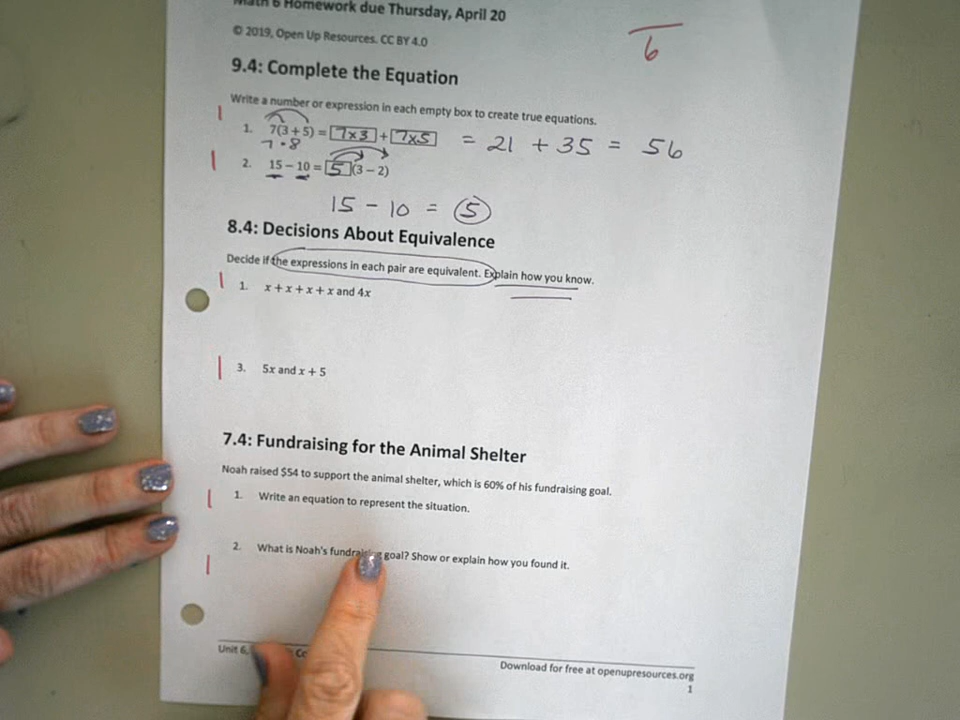 Math 6 Homework due Thursday, April 20
© 2019, Open Up Resources. CC BY 4.0
6
9.4: Complete the Equation
Write a number or expression in each empty box to create true equations.
1. 7(3 + 5) = 7x3 + 7x5 = 21 + 35 = 56
7 · 8
2. 15 − 10 = 5(3 − 2)
15 - 10 = 5
8.4: Decisions About Equivalence
Decide if the expressions in each pair are equivalent. Explain how you know.
1. x + x + x + x and 4x
3. 5x and x + 5
7.4: Fundraising for the Animal Shelter
Noah raised $54 to support the animal shelter, which is 60% of his fundraising goal.
1. Write an equation to represent the situation.
2. What is Noah's fundraising goal? Show or explain how you found it.
Unit 6,
Download for free at openupresources.org
1